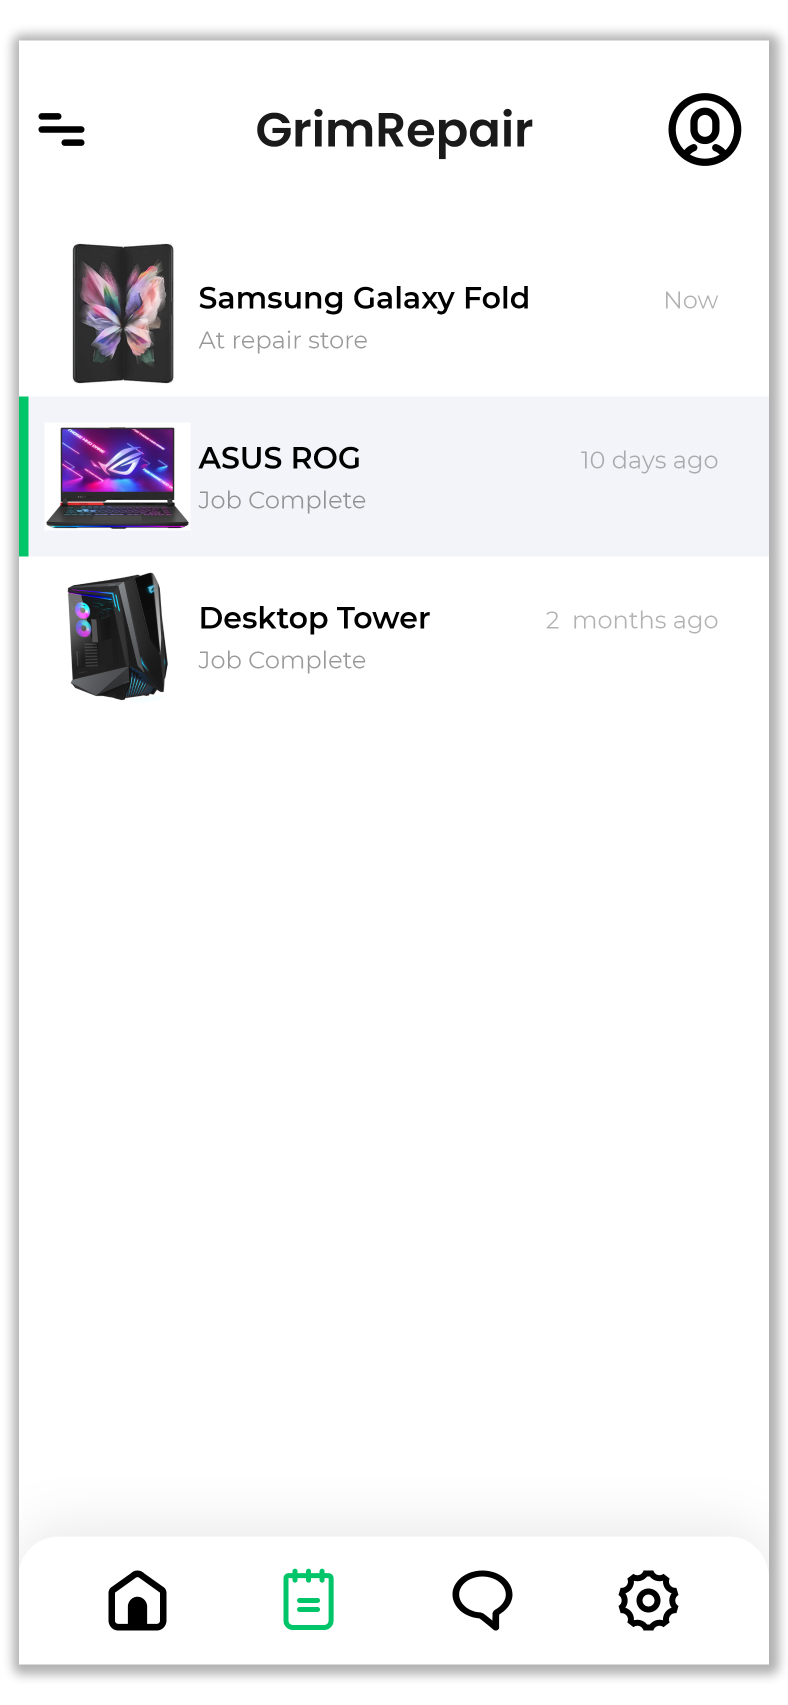 GrimRepair
Samsung Galaxy Fold
Now
At repair store
ASUS ROG
10 days ago
Job Complete
Desktop Tower
2 months ago
Job Complete